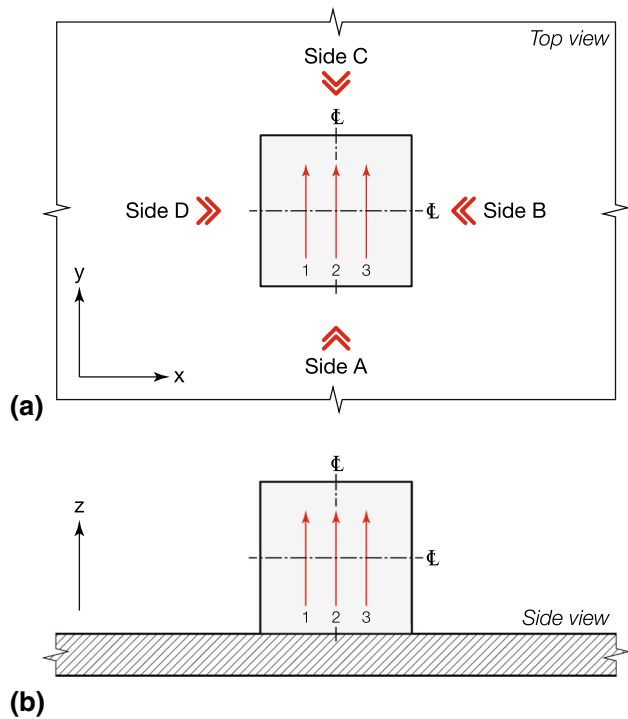 Top view
Side C
℄
Side D
℄
Side B
1 2 3
y
x
Side A
(a)
℄
z
℄
1 2 3
Side view
(b)